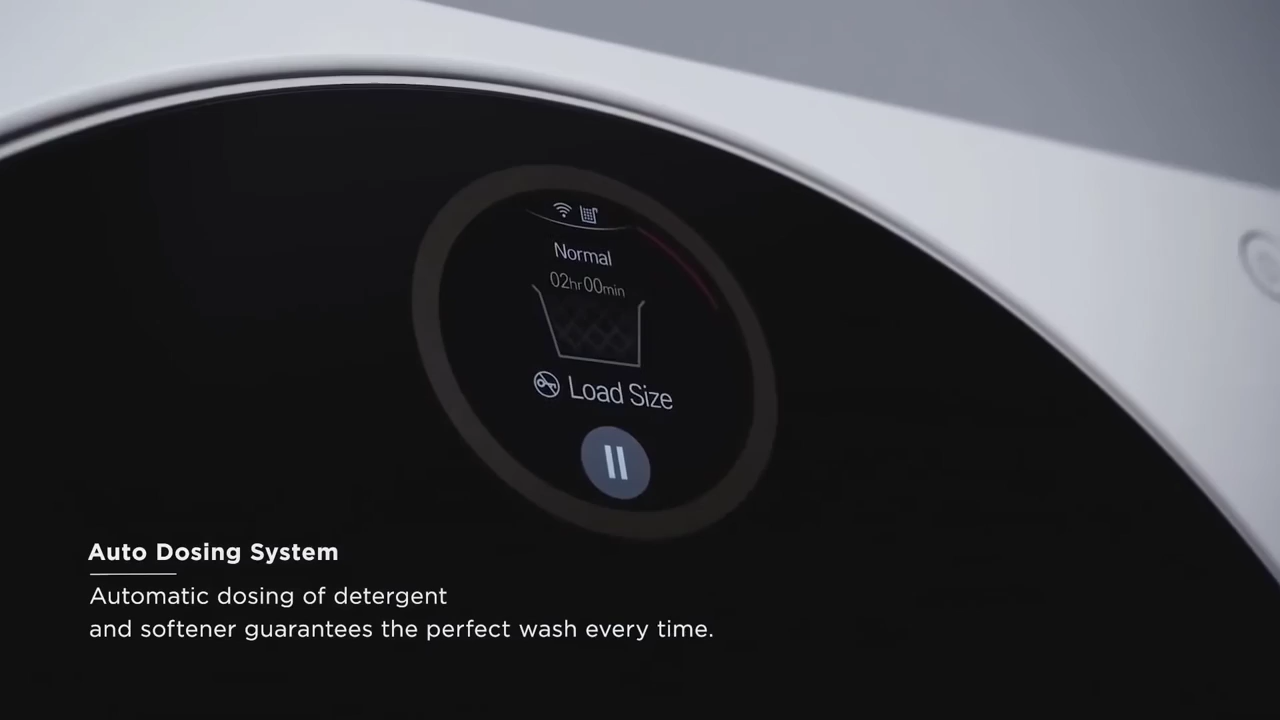 Normal
02hr00min
Load Size
Auto Dosing System
Automatic dosing of detergent
and softener guarantees the perfect wash every time.